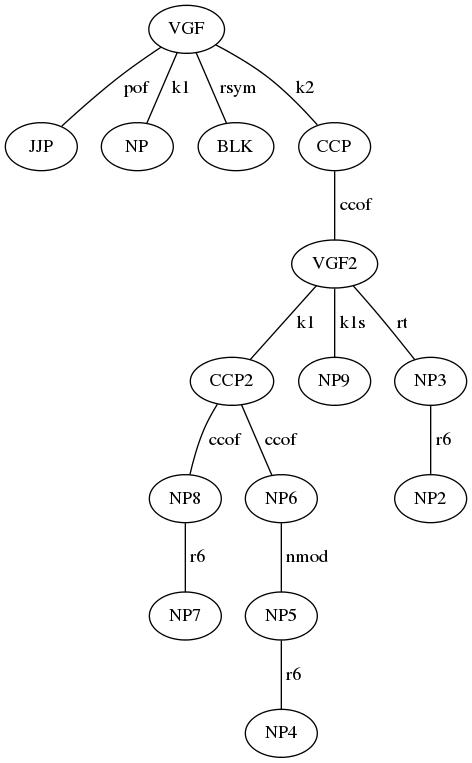 VGF
pof k1 rsym k2
JJP NP BLK CCP
ccof
VGF2
k1 k1s rt
CCP2 NP9 NP3
ccof ccof r6
NP8 NP6 NP2
r6 nmod
NP7 NP5
r6
NP4